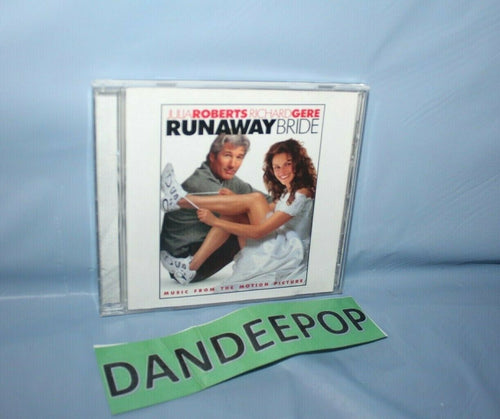 JULIA ROBERTS RICHARD GERE
RUNAWAY BRIDE
MUSIC FROM THE MOTION PICTURE
DANDEEPOP